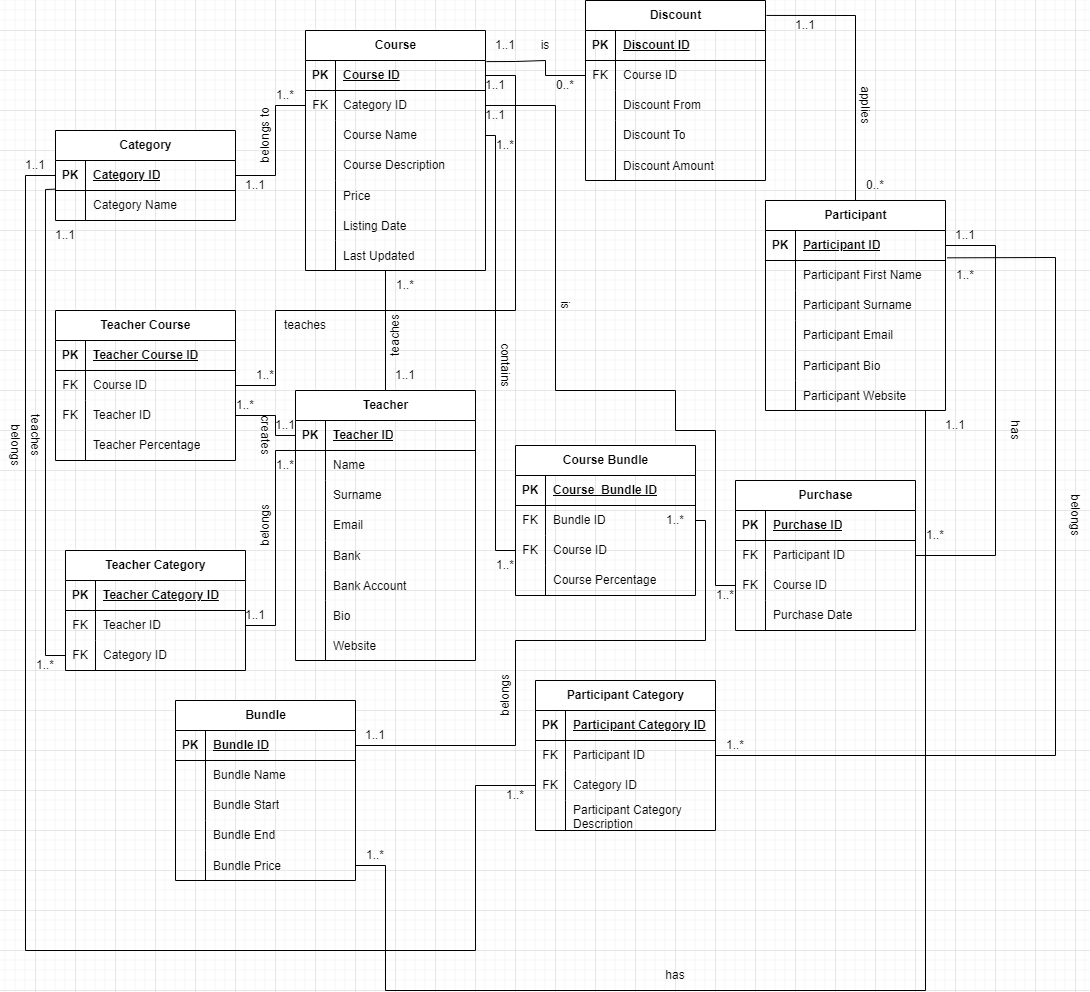 Discount
PK Discount ID
FK Course ID
Discount From
Discount To
Discount Amount
1..1
applies
0..*
Course
PK Course ID
FK Category ID
Course Name
Course Description
Price
Listing Date
Last Updated
1..1 is
0..*
1..1
1..1
1..*
1..*
belongs to
1..1
Category
PK Category ID
Category Name
1..1
1..1
Participant
PK Participant ID
Participant First Name
Participant Surname
Participant Email
Participant Bio
Participant Website
1..1
1..*
1..1
has
belongs
1..*
teaches
1..1
is
contains
Teacher Course
PK Teacher Course ID
FK Course ID
FK Teacher ID
Teacher Percentage
teaches
1..*
1..*
creates
1..1
1..*
Teacher
PK Teacher ID
Name
Surname
Email
Bank
Bank Account
Bio
Website
teaches
belongs
belongs
Course Bundle
PK Course_Bundle ID
FK Bundle ID 1..*
FK Course ID
Course Percentage
1..*
Purchase
PK Purchase ID
FK Participant ID
FK Course ID
Purchase Date
1..*
1..*
Teacher Category
PK Teacher Category ID
FK Teacher ID
FK Category ID
1..1
1..*
Bundle
PK Bundle ID
Bundle Name
Bundle Start
Bundle End
Bundle Price
1..1
belongs
1..*
Participant Category
PK Participant Category ID
FK Participant ID
FK Category ID
Participant Category
Description
1..*
1..*
has